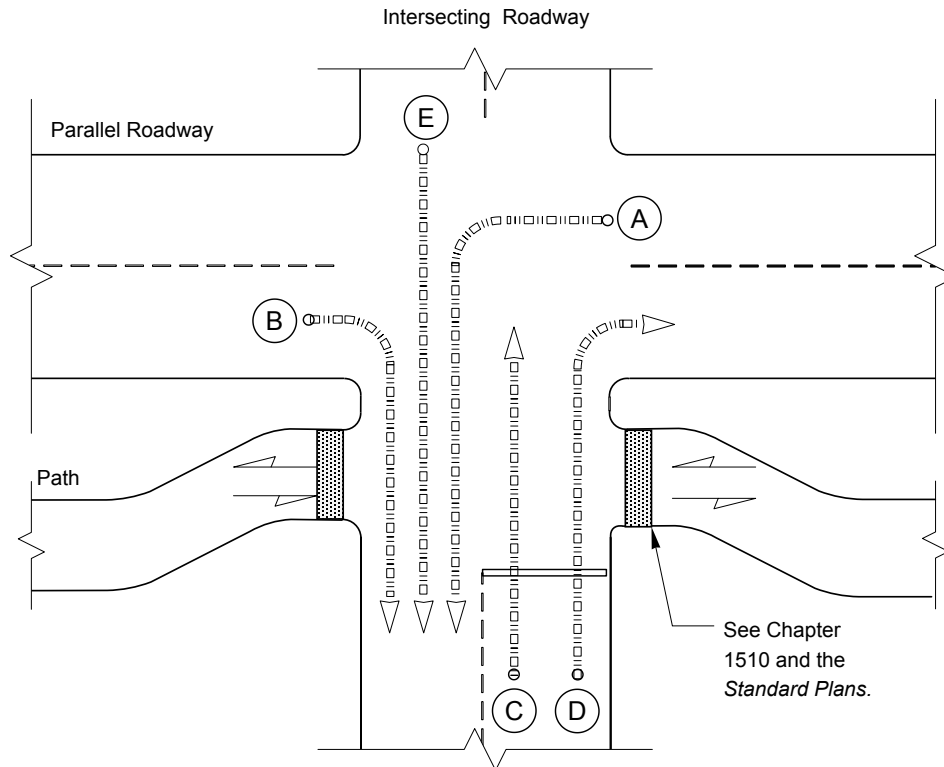 Intersecting Roadway
E
Parallel Roadway
A
B
Path
See Chapter
1510 and the
Standard Plans.
C
D